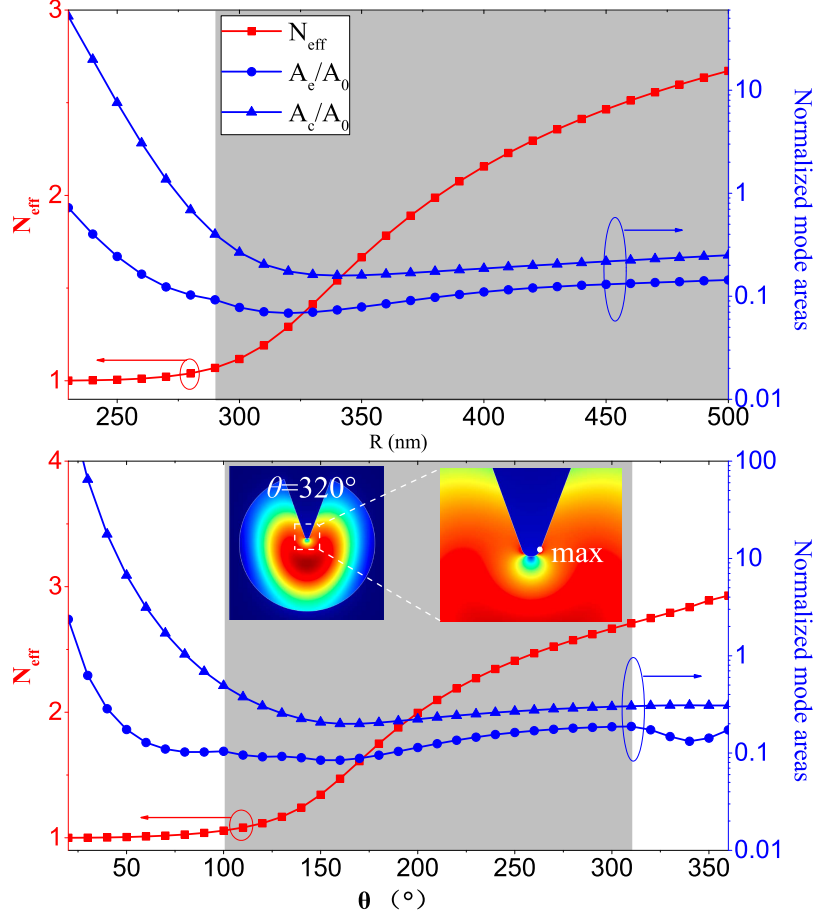 3
2
1
N_eff
N_eff
A_e/A_0
A_c/A_0
10
1
0.1
0.01
Normalized mode areas
250 300 350 400 450 500
R (nm)
4
3
2
1
N_eff
θ=320°
max
100
10
1
0.1
0.01
Normalized mode areas
50 100 150 200 250 300 350
θ (°)